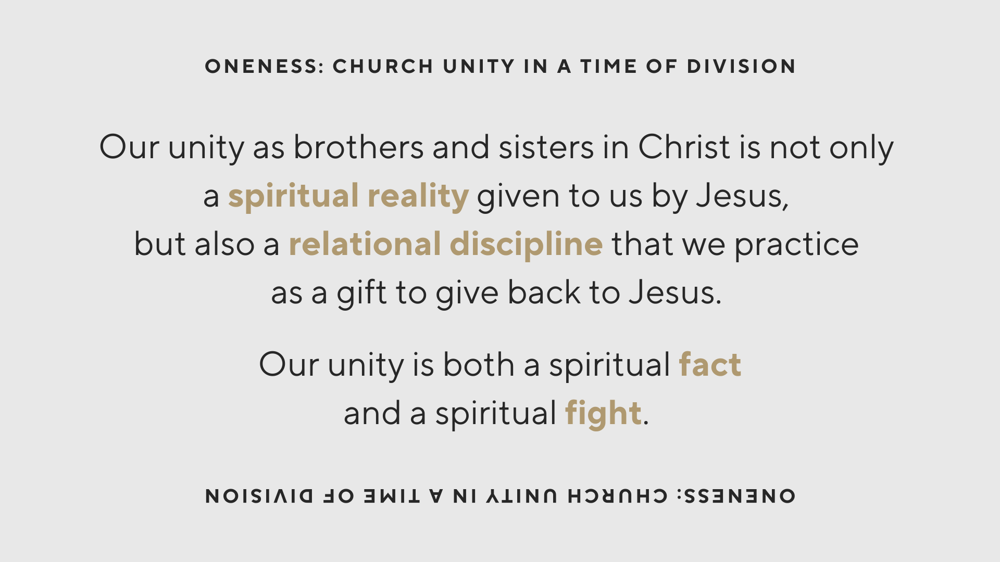 ONENESS: CHURCH UNITY IN A TIME OF DIVISION
Our unity as brothers and sisters in Christ is not only
a spiritual reality given to us by Jesus,
but also a relational discipline that we practice
as a gift to give back to Jesus.
Our unity is both a spiritual fact
and a spiritual fight.
ONENESS: CHURCH UNITY IN A TIME OF DIVISION